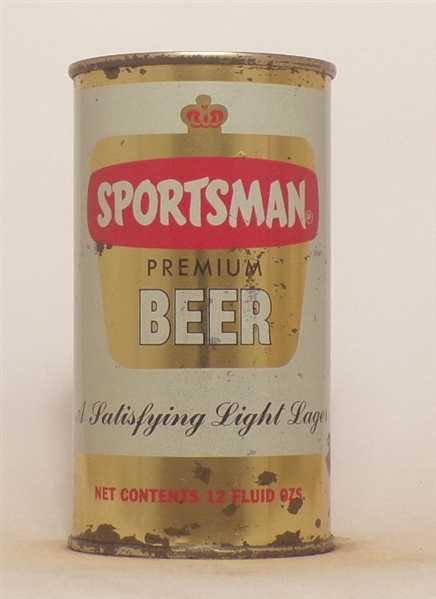 SPORTSMAN®
PREMIUM
BEER
A Satisfying Light Lager
NET CONTENTS 12 FLUID OZS.